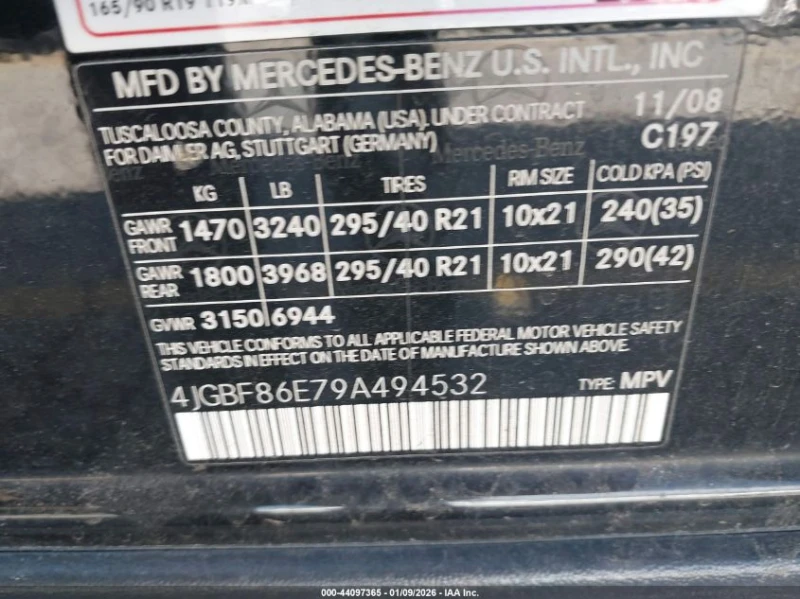 165/90 R19
MFD BY MERCEDES-BENZ U.S. INTL., INC
TUSCALOOSA COUNTY, ALABAMA (USA), UNDER CONTRACT 11/08
FOR DAIMLER AG, STUTTGART (GERMANY) C197
Mercedes-Benz
KG LB TIRES RIM SIZE COLD KPA (PSI)
GAWR FRONT 1470 3240 295/40 R21 10x21 240(35)
GAWR REAR 1800 3968 295/40 R21 10x21 290(42)
GVWR 3150 6944
THIS VEHICLE CONFORMS TO ALL APPLICABLE FEDERAL MOTOR VEHICLE SAFETY
STANDARDS IN EFFECT ON THE DATE OF MANUFACTURE SHOWN ABOVE.
4JGBF86E79A494532 TYPE: MPV
000-44097365 | 01/09/2026 - IAA Inc.